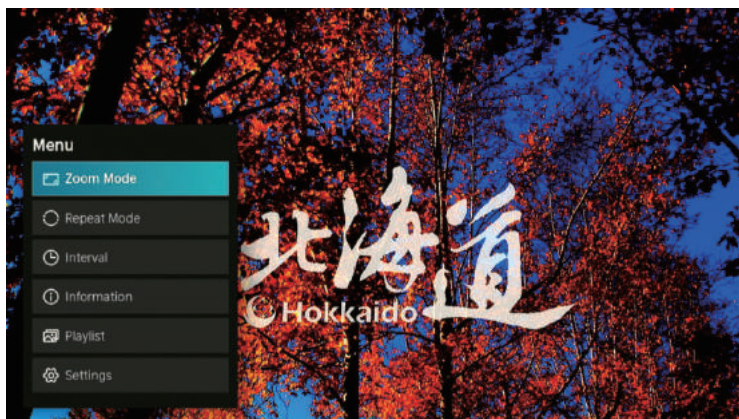 Menu
Zoom Mode
Repeat Mode
Interval
Information
Playlist
Settings
北海道
Hokkaido